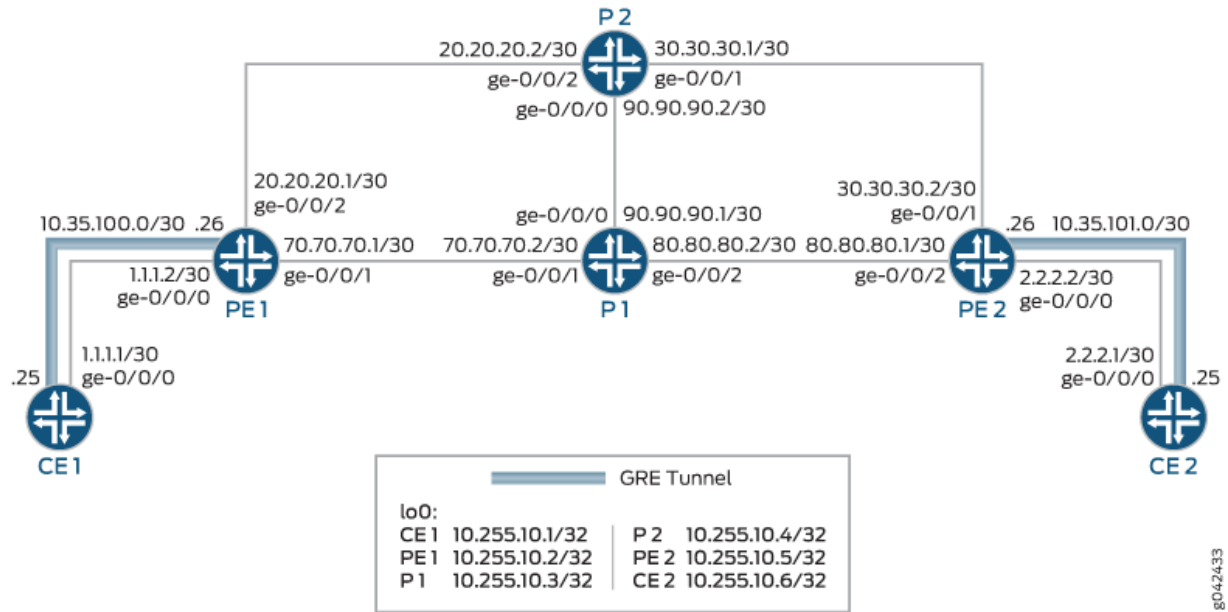 P 2
20.20.20.2/30
30.30.30.1/30
ge-0/0/2
ge-0/0/1
ge-0/0/0
90.90.90.2/30
20.20.20.1/30
ge-0/0/2
30.30.30.2/30
ge-0/0/1
10.35.100.0/30 .26
ge-0/0/0
90.90.90.1/30
.26 10.35.101.0/30
70.70.70.1/30
70.70.70.2/30
80.80.80.2/30
80.80.80.1/30
1.1.1.2/30
ge-0/0/0
ge-0/0/1
ge-0/0/1
ge-0/0/2
ge-0/0/2
2.2.2.2/30
ge-0/0/0
PE 1
P 1
PE 2
1.1.1.1/30
ge-0/0/0
.25
2.2.2.1/30
ge-0/0/0
.25
CE 1
CE 2
GRE Tunnel
lo0:
CE 1 10.255.10.1/32
P 2 10.255.10.4/32
PE 1 10.255.10.2/32
PE 2 10.255.10.5/32
P 1 10.255.10.3/32
CE 2 10.255.10.6/32
g042433